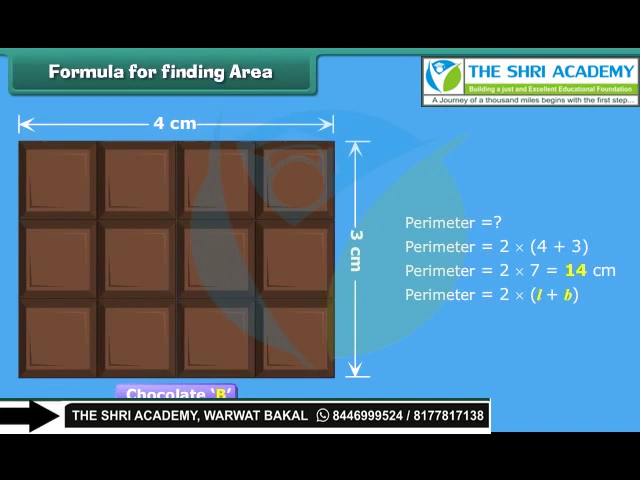 Formula for finding Area
THE SHRI ACADEMY
Building a just and Excellent Educational Foundation
A Journey of a thousand miles begins with the first step...
4 cm
3 cm
Perimeter =?
Perimeter = 2 × (4 + 3)
Perimeter = 2 × 7 = 14 cm
Perimeter = 2 × (l + b)
Chocolate ‘B’
THE SHRI ACADEMY, WARWAT BAKAL 8446999524 / 8177817138